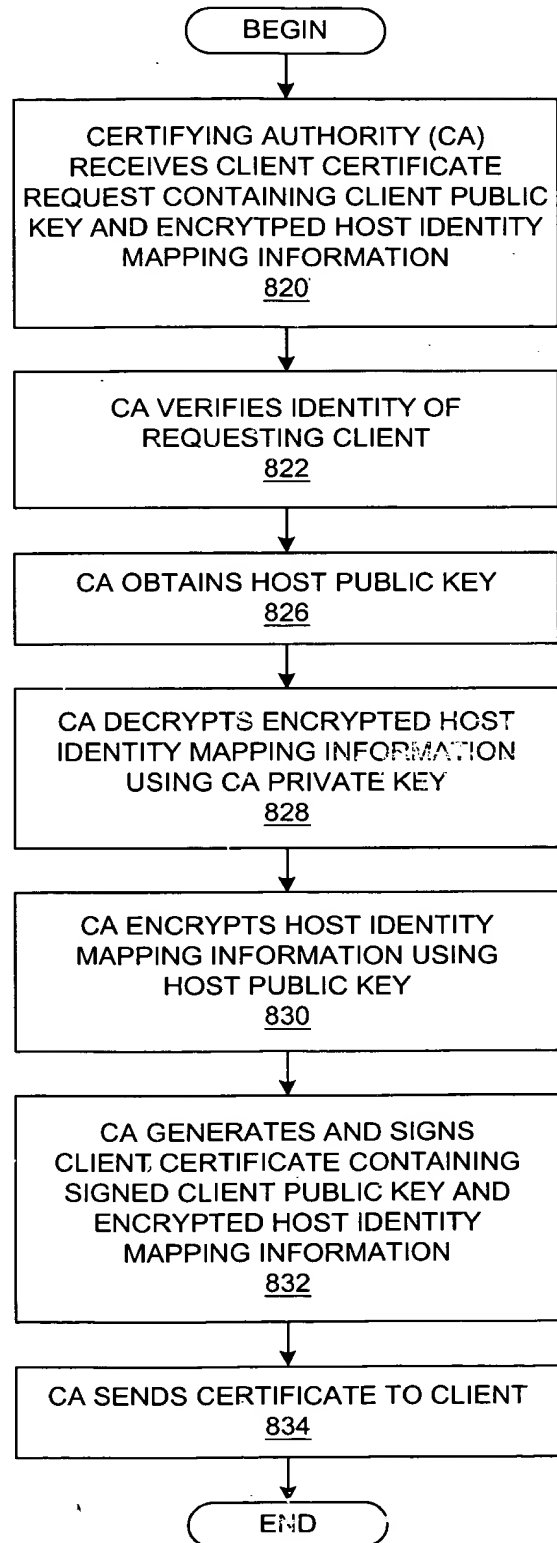 BEGIN
CERTIFYING AUTHORITY (CA)
RECEIVES CLIENT CERTIFICATE
REQUEST CONTAINING CLIENT PUBLIC
KEY AND ENCRYTPED HOST IDENTITY
MAPPING INFORMATION
820
CA VERIFIES IDENTITY OF
REQUESTING CLIENT
822
CA OBTAINS HOST PUBLIC KEY
826
CA DECRYPTS ENCRYPTED HOST
IDENTITY MAPPING INFORMATION
USING CA PRIVATE KEY
828
CA ENCRYPTS HOST IDENTITY
MAPPING INFORMATION USING
HOST PUBLIC KEY
830
CA GENERATES AND SIGNS
CLIENT CERTIFICATE CONTAINING
SIGNED CLIENT PUBLIC KEY AND
ENCRYPTED HOST IDENTITY
MAPPING INFORMATION
832
CA SENDS CERTIFICATE TO CLIENT
834
END